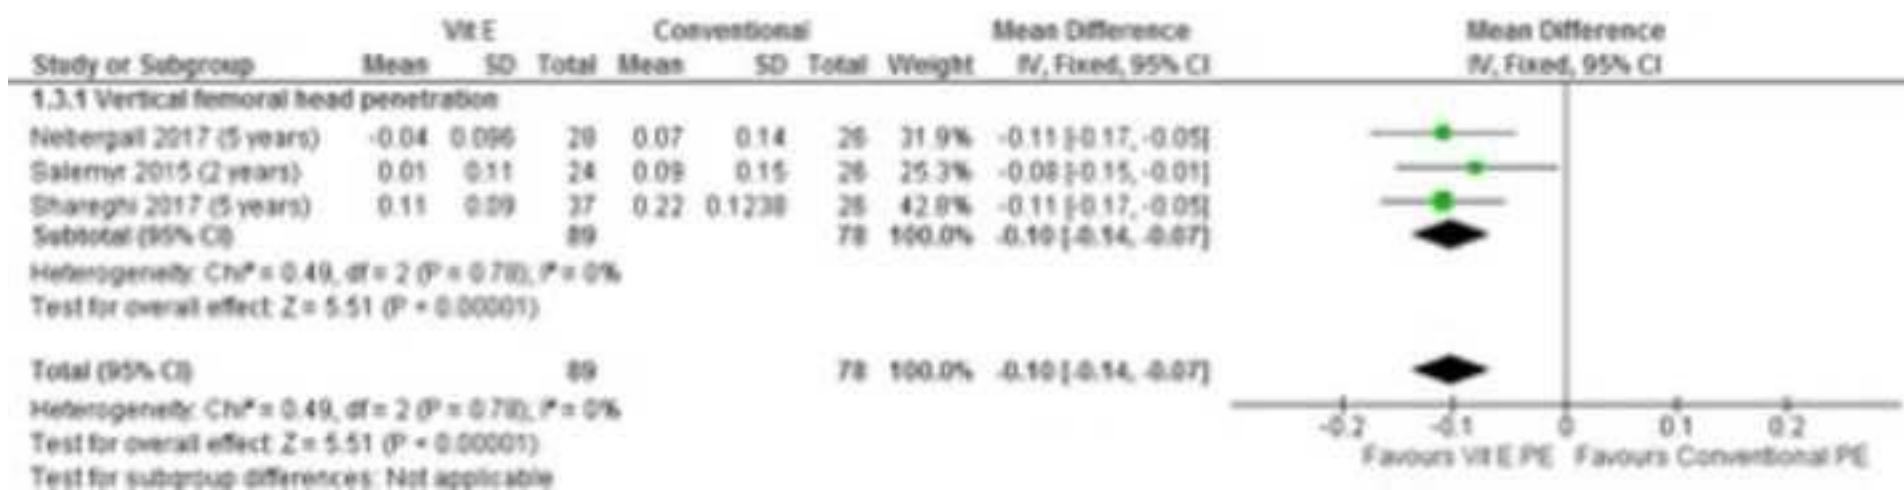 Vit E Conventional Mean Difference Mean Difference
Study or Subgroup Mean SD Total Mean SD Total Weight IV, Fixed, 95% CI IV, Fixed, 95% CI
1.3.1 Vertical femoral head penetration
Nebergall 2017 (5 years) -0.04 0.096 28 0.07 0.14 26 31.9% -0.11 [-0.17, -0.05]
Salemyr 2015 (2 years) 0.01 0.11 24 0.09 0.15 26 25.3% -0.08 [-0.15, -0.01]
Shareghi 2017 (5 years) 0.11 0.09 37 0.22 0.1238 26 42.8% -0.11 [-0.17, -0.05]
Subtotal (95% CI) 89 78 100.0% -0.10 [-0.14, -0.07]
Heterogeneity: Chi² = 0.49, df = 2 (P = 0.78); I² = 0%
Test for overall effect: Z = 5.51 (P < 0.00001)
Total (95% CI) 89 78 100.0% -0.10 [-0.14, -0.07]
Heterogeneity: Chi² = 0.49, df = 2 (P = 0.78); I² = 0%
Test for overall effect: Z = 5.51 (P < 0.00001)
Test for subgroup differences: Not applicable
-0.2 -0.1 0 0.1 0.2
Favours Vit E PE Favours Conventional PE